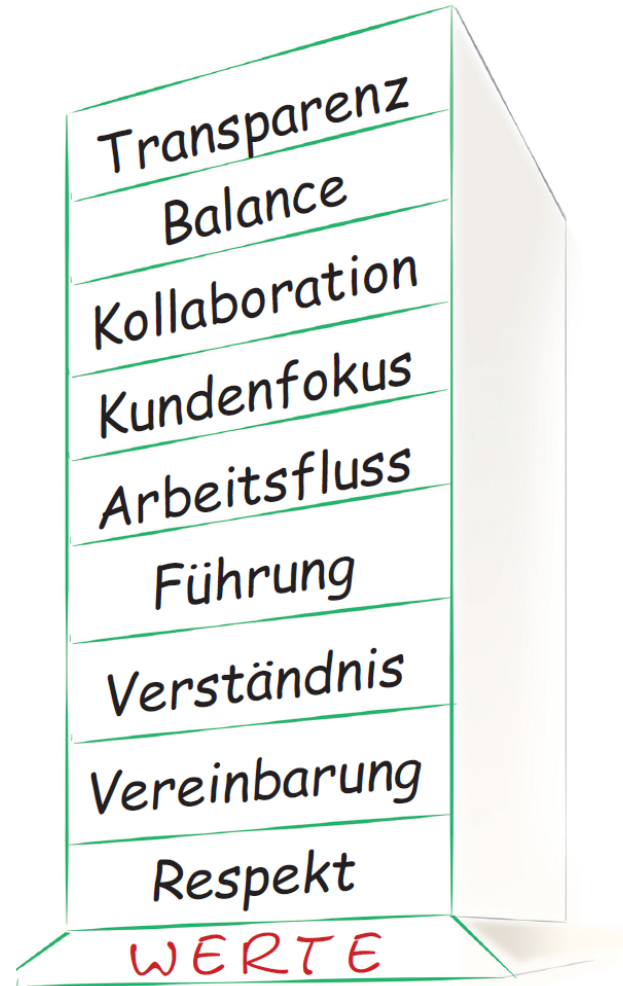 Transparenz
Balance
Kollaboration
Kundenfokus
Arbeitsfluss
Führung
Verständnis
Vereinbarung
Respekt
WERTE